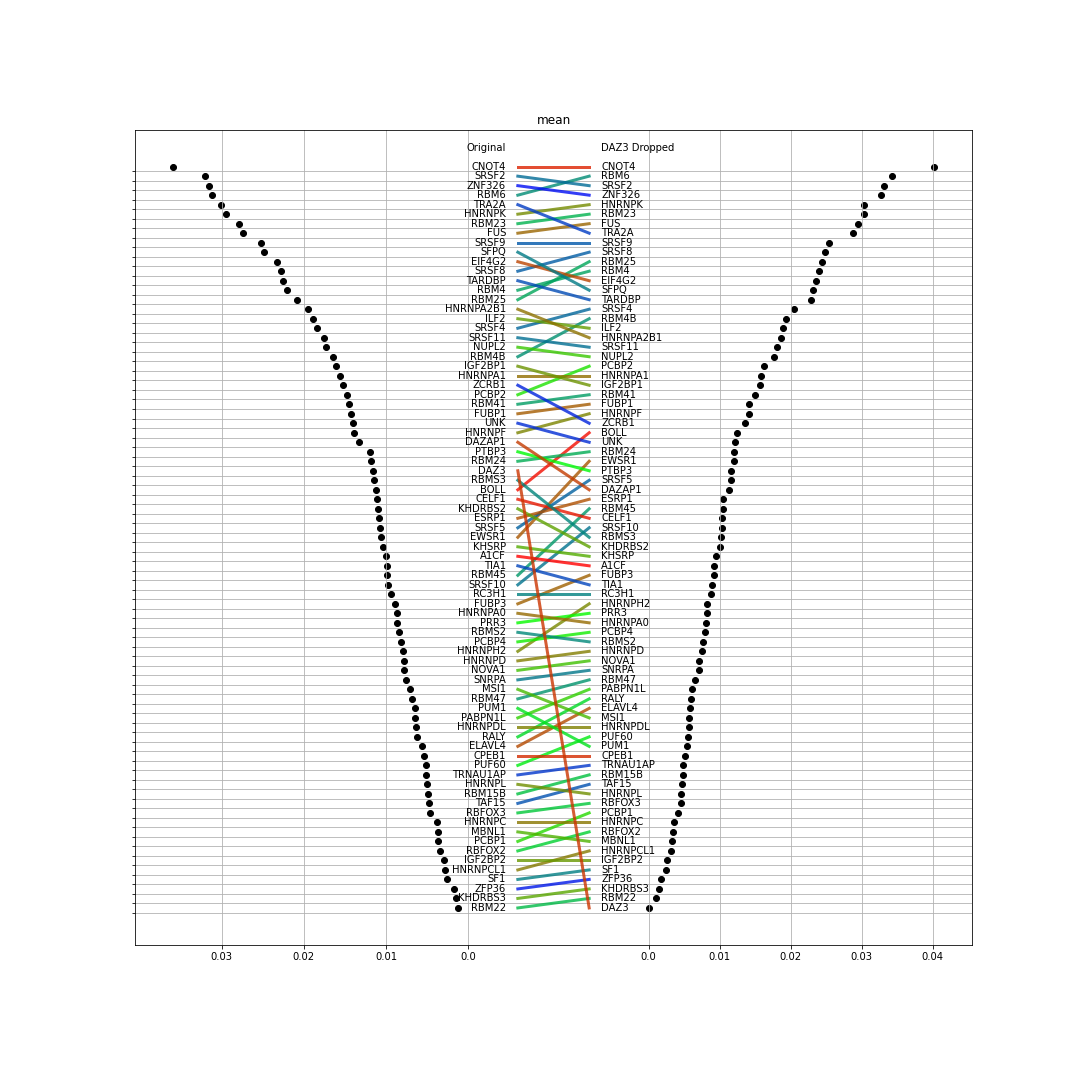 mean
Original DAZ3 Dropped
CNOT4 CNOT4
SRSF2 RBM6
ZNF326 SRSF2
RBM6 ZNF326
TRA2A HNRNPK
HNRNPK RBM23
RBM23 FUS
FUS TRA2A
SRSF9 SRSF9
SFPQ SRSF8
EIF4G2 RBM25
SRSF8 RBM4
TARDBP EIF4G2
RBM4 SFPQ
RBM25 TARDBP
HNRNPA2B1 SRSF4
ILF2 RBM4B
SRSF4 ILF2
SRSF11 HNRNPA2B1
NUPL2 SRSF11
RBM4B NUPL2
IGF2BP1 PCBP2
HNRNPA1 HNRNPA1
ZCRB1 IGF2BP1
PCBP2 RBM41
RBM41 FUBP1
FUBP1 HNRNPF
UNK ZCRB1
HNRNPF BOLL
DAZAP1 UNK
PTBP3 RBM24
RBM24 EWSR1
DAZ3 PTBP3
RBMS3 SRSF5
BOLL DAZAP1
CELF1 ESRP1
KHDRBS2 RBM45
ESRP1 CELF1
SRSF5 SRSF10
EWSR1 RBMS3
KHSRP KHDRBS2
A1CF KHSRP
TIA1 A1CF
RBM45 FUBP3
SRSF10 TIA1
RC3H1 RC3H1
FUBP3 HNRNPH2
HNRNPA0 PRR3
PRR3 HNRNPA0
RBMS2 PCBP4
PCBP4 RBMS2
HNRNPH2 HNRNPD
HNRNPD NOVA1
NOVA1 SNRPA
SNRPA RBM47
MSI1 PABPN1L
RBM47 RALY
PUM1 ELAVL4
PABPN1L MSI1
HNRNPDL HNRNPDL
RALY PUF60
ELAVL4 PUM1
CPEB1 CPEB1
PUF60 TRNAU1AP
TRNAU1AP RBM15B
HNRNPL TAF15
RBM15B HNRNPL
TAF15 RBFOX3
RBFOX3 PCBP1
HNRNPC HNRNPC
MBNL1 RBFOX2
PCBP1 MBNL1
RBFOX2 HNRNPCL1
IGF2BP2 IGF2BP2
HNRNPCL1 SF1
SF1 ZFP36
ZFP36 KHDRBS3
KHDRBS3 RBM22
RBM22 DAZ3
0.03 0.02 0.01 0.0 0.0 0.01 0.02 0.03 0.04